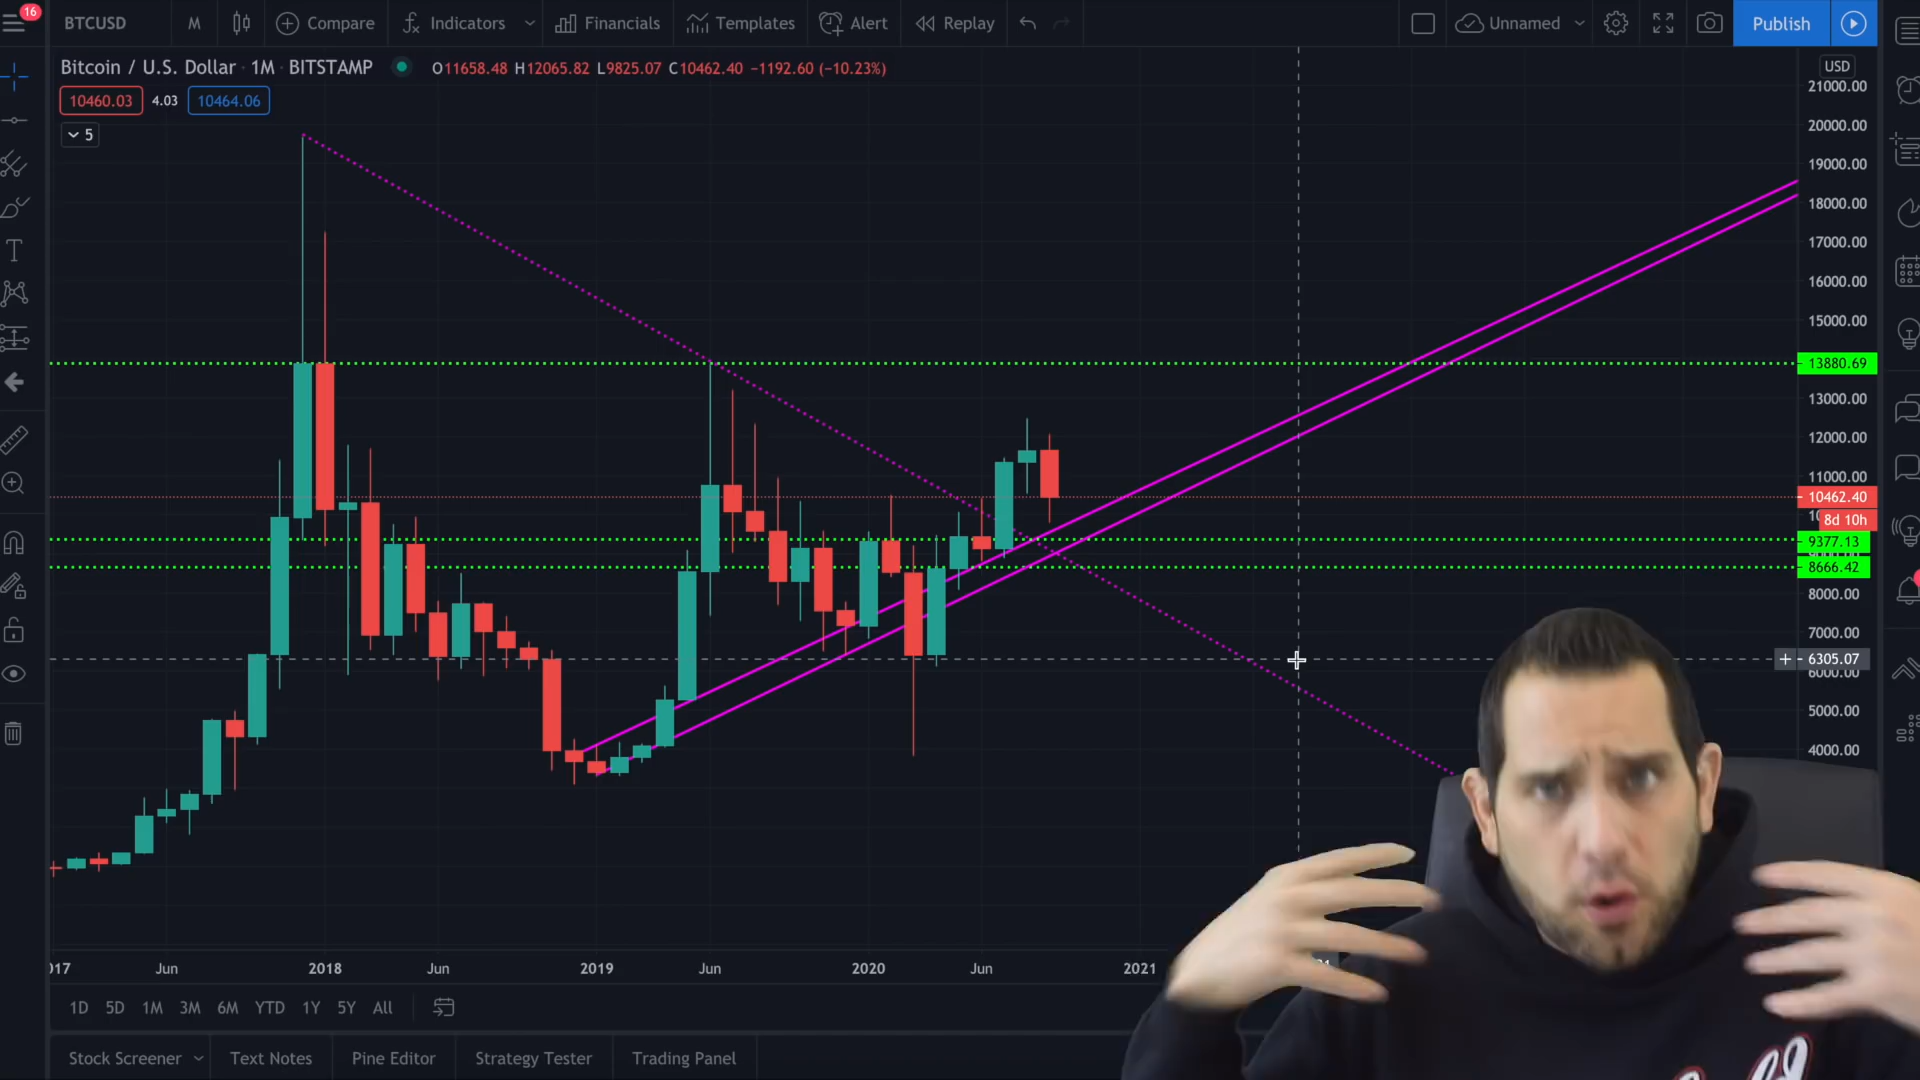 16
BTCUSD M Compare Indicators Financials Templates Alert Replay Unnamed Publish
Bitcoin / U.S. Dollar · 1M · BITSTAMP O11658.48 H12065.82 L9825.07 C10462.40 −1192.60 (−10.23%)
USD
10460.03 4.03 10464.06
5
21000.00
20000.00
19000.00
18000.00
17000.00
16000.00
15000.00
13880.69
13000.00
12000.00
11000.00
10462.40
8d 10h
9377.13
8666.42
8000.00
7000.00
6305.07
6000.00
5000.00
4000.00
017 Jun 2018 Jun 2019 Jun 2020 Jun 2021
1D 5D 1M 3M 6M YTD 1Y 5Y All
Stock Screener Text Notes Pine Editor Strategy Tester Trading Panel